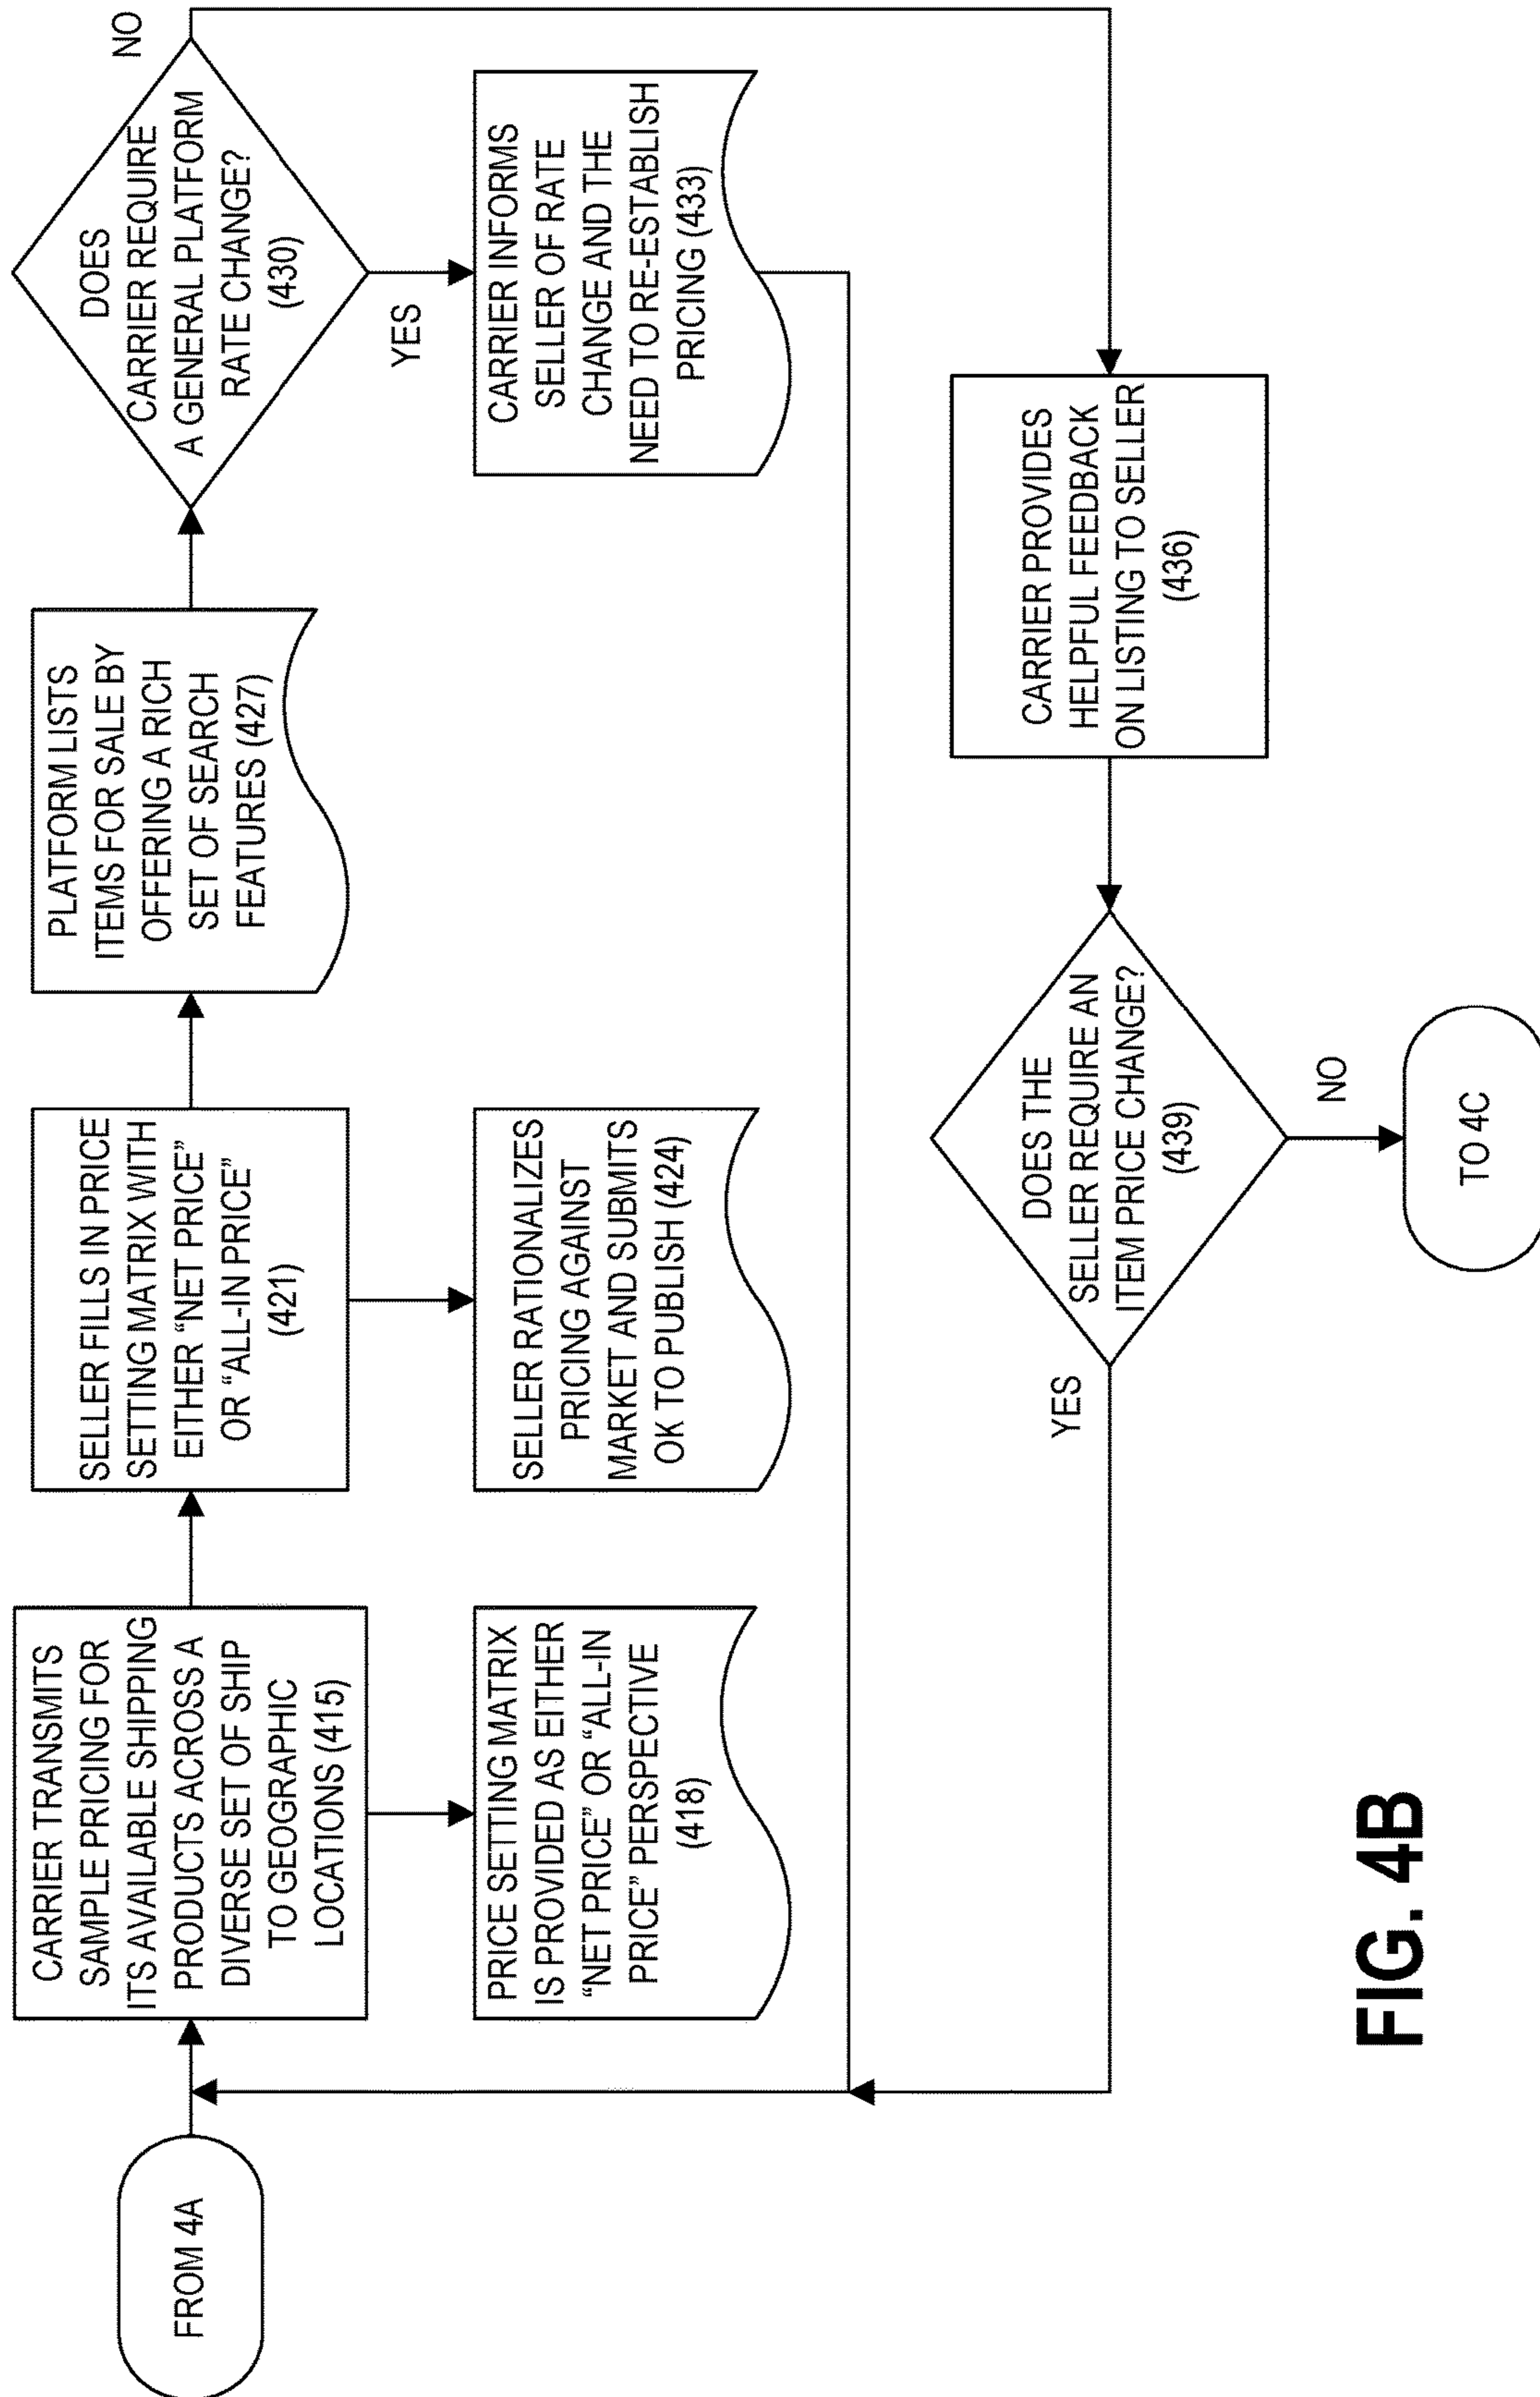 FROM 4A
CARRIER TRANSMITS
SAMPLE PRICING FOR
ITS AVAILABLE SHIPPING
PRODUCTS ACROSS A
DIVERSE SET OF SHIP
TO GEOGRAPHIC
LOCATIONS (415)
PRICE SETTING MATRIX
IS PROVIDED AS EITHER
“NET PRICE” OR “ALL-IN
PRICE” PERSPECTIVE
(418)
SELLER FILLS IN PRICE
SETTING MATRIX WITH
EITHER “NET PRICE”
OR “ALL-IN PRICE”
(421)
SELLER RATIONALIZES
PRICING AGAINST
MARKET AND SUBMITS
OK TO PUBLISH (424)
PLATFORM LISTS
ITEMS FOR SALE BY
OFFERING A RICH
SET OF SEARCH
FEATURES (427)
DOES
CARRIER REQUIRE
A GENERAL PLATFORM
RATE CHANGE?
(430)
NO
YES
CARRIER INFORMS
SELLER OF RATE
CHANGE AND THE
NEED TO RE-ESTABLISH
PRICING (433)
CARRIER PROVIDES
HELPFUL FEEDBACK
ON LISTING TO SELLER
(436)
DOES THE
SELLER REQUIRE AN
ITEM PRICE CHANGE?
(439)
YES
NO
TO 4C
FIG. 4B